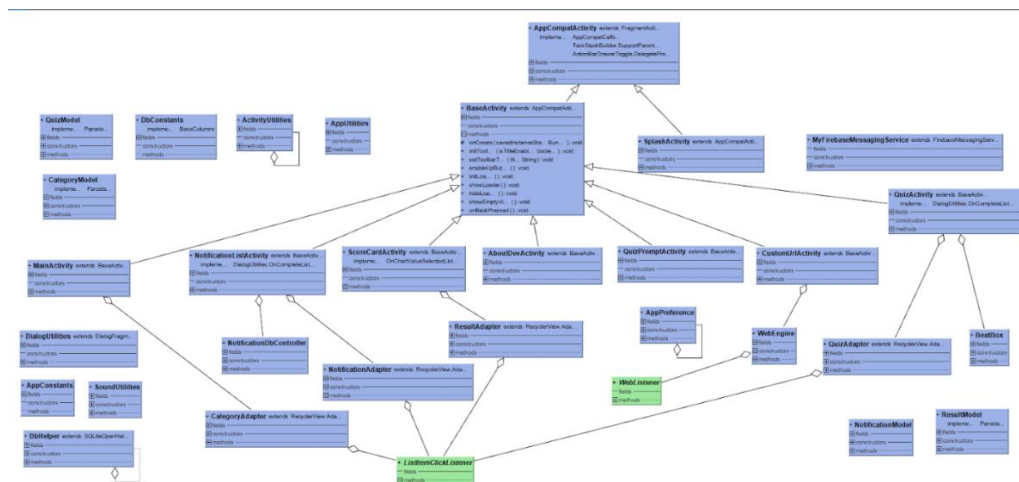 AppCompatActivity extends FragmentActi...
impleme... AppCompatCallb...
TaskStackBuilder.SupportParent...
ActionBarDrawerToggle.DelegatePro...
fields
constructors
methods
BaseActivity extends AppCompatActi...
fields
constructors
methods
onCreate( savedInstanceSta... Bun... ) : void
initTool... ( isTitleEnabl... boole... ) : void
setToolbarT... ( tit... String ) : void
enableUpBut... ( ) : void
initLoa... ( ) : void
showLoader ( ) : void
hideLoa... ( ) : void
showEmptyVi... ( ) : void
onBackPressed ( ) : void
SplashActivity extends AppCompatActi...
fields
constructors
methods
MyFirebaseMessagingService extends FirebaseMessagingServ...
fields
constructors
methods
QuizModel
impleme... Parcela...
fields
constructors
methods
DbConstants
impleme... BaseColumns
fields
constructors
methods
ActivityUtilities
fields
constructors
methods
AppUtilities
fields
constructors
methods
CategoryModel
impleme... Parcela...
fields
constructors
methods
QuizActivity extends BaseActiv...
impleme... DialogUtilities.OnCompleteList...
fields
constructors
methods
MainActivity extends BaseActiv...
fields
constructors
methods
NotificationListActivity extends BaseActiv...
impleme... DialogUtilities.OnCompleteList...
fields
constructors
methods
ScoreCardActivity extends BaseActiv...
impleme... OnChartValueSelectedList...
fields
constructors
methods
AboutDevActivity extends BaseActiv...
fields
constructors
methods
QuizPromptActivity extends BaseActiv...
fields
constructors
methods
CustomUrlActivity extends BaseActiv...
fields
constructors
methods
DialogUtilities extends DialogFragm...
fields
constructors
methods
NotificationDbController
fields
constructors
methods
ResultAdapter extends RecyclerView.Ada...
fields
constructors
methods
AppPreference
fields
constructors
methods
WebEngine
fields
constructors
methods
QuizAdapter extends RecyclerView.Ada...
fields
constructors
methods
BeatBox
fields
constructors
methods
NotificationAdapter extends RecyclerView.Ada...
fields
constructors
methods
WebListener
fields
methods
AppConstants
fields
constructors
methods
SoundUtilities
fields
constructors
methods
CategoryAdapter extends RecyclerView.Ada...
fields
constructors
methods
NotificationModel
fields
constructors
methods
ResultModel
impleme... Parcela...
fields
constructors
methods
DbHelper extends SQLiteOpenHel...
fields
constructors
methods
ListItemClickListener
fields
methods